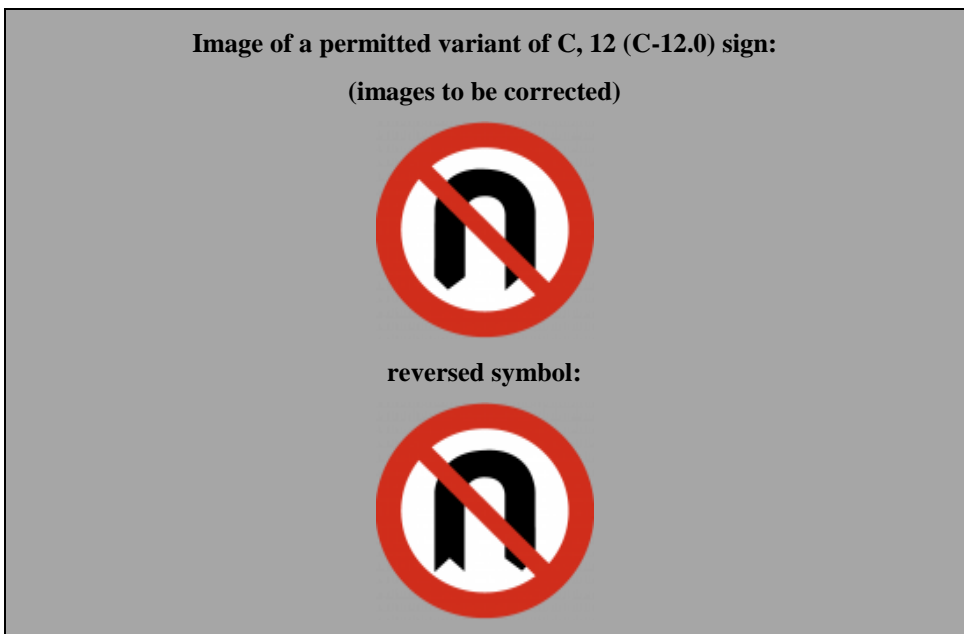 Image of a permitted variant of C, 12 (C-12.0) sign:
(images to be corrected)
reversed symbol: